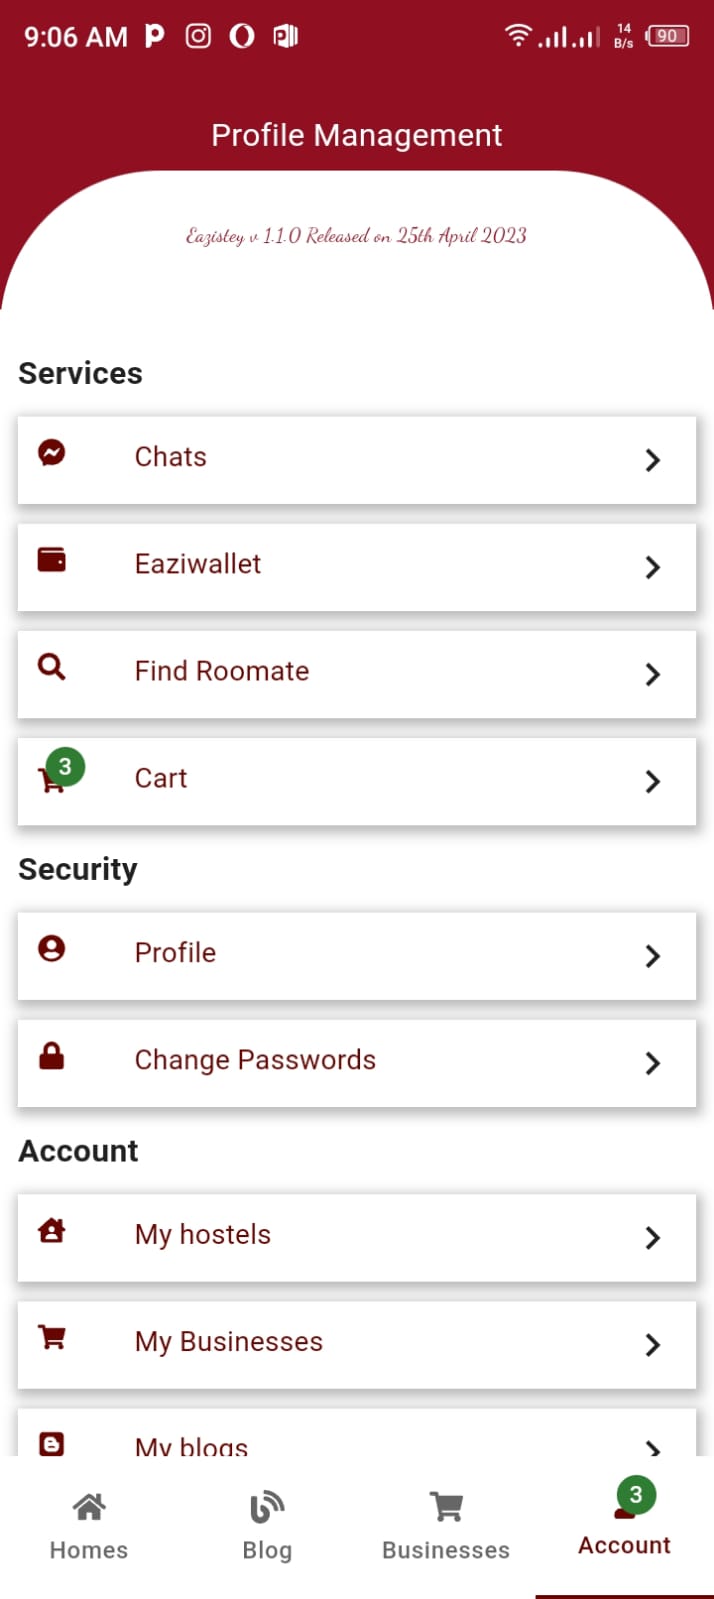 9:06 AM
14
B/s
90
Profile Management
Eazistey v 1.1.0 Released on 25th April 2023
Services
Chats
Eaziwallet
Find Roomate
3
Cart
Security
Profile
Change Passwords
Account
My hostels
My Businesses
My blogs
Homes
Blog
Businesses
3
Account